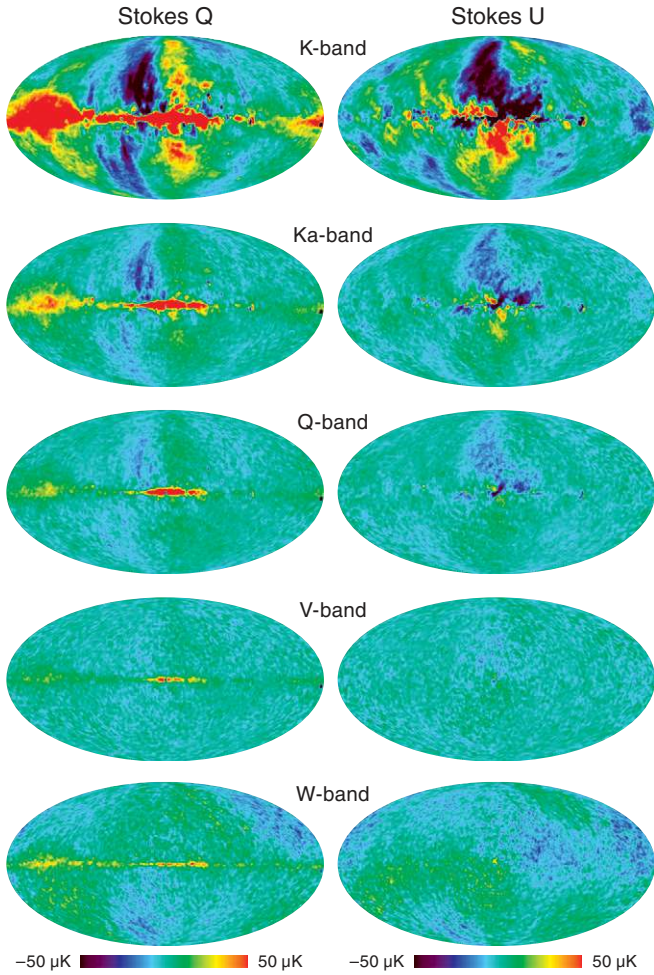 Stokes Q
Stokes U
K-band
Ka-band
Q-band
V-band
W-band
–50 µK 50 µK –50 µK 50 µK